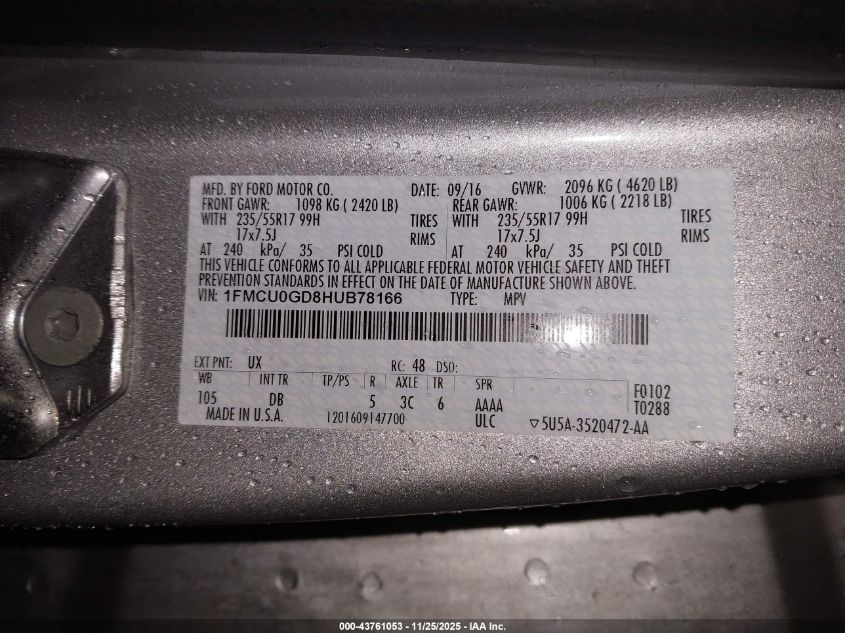 MFD. BY FORD MOTOR CO. DATE: 09/16 GVWR: 2096 KG ( 4620 LB)
FRONT GAWR: 1098 KG ( 2420 LB) REAR GAWR: 1006 KG ( 2218 LB)
WITH 235/55R17 99H TIRES WITH 235/55R17 99H TIRES
17x7.5J RIMS 17x7.5J RIMS
AT 240 kPa/ 35 PSI COLD AT 240 kPa/ 35 PSI COLD
THIS VEHICLE CONFORMS TO ALL APPLICABLE FEDERAL MOTOR VEHICLE SAFETY AND THEFT
PREVENTION STANDARDS IN EFFECT ON THE DATE OF MANUFACTURE SHOWN ABOVE.
VIN: 1FMCU0GD8HUB78166 TYPE: MPV
EXT PNT: UX RC: 48 DSO:
WB INT TR TP/PS R AXLE TR SPR F0102
105 DB 5 3C 6 AAAA T0288
MADE IN U.S.A. 1201609147700 ULC ▽5U5A-3520472-AA
000-43761053 - 11/25/2025 - IAA Inc.